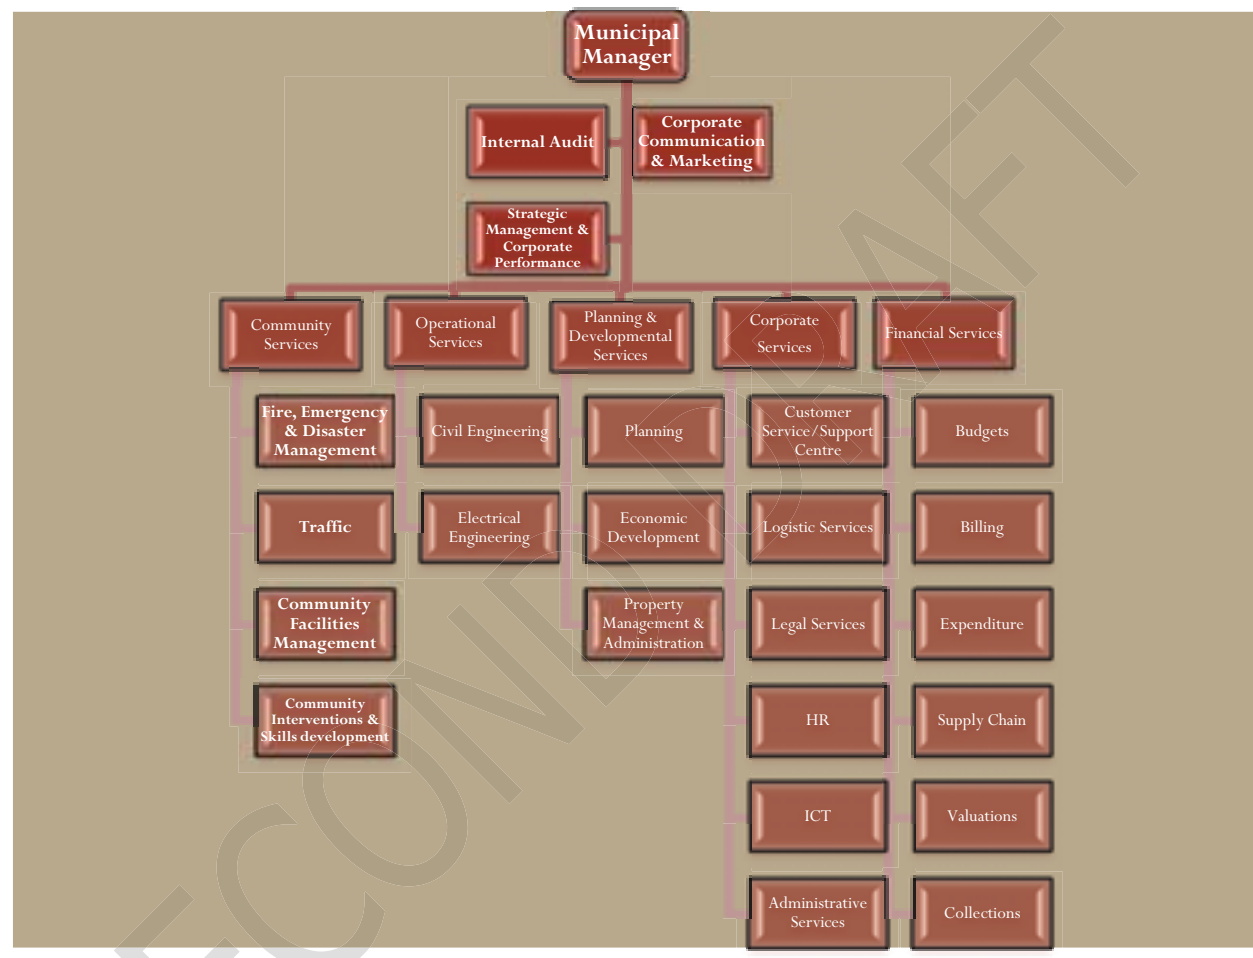 Municipal
Manager
Internal Audit
Corporate
Communication
& Marketing
Strategic
Management &
Corporate
Performance
Community
Services
Operational
Services
Planning &
Developmental
Services
Corporate
Services
Financial Services
Fire, Emergency
& Disaster
Management
Traffic
Community
Facilities
Management
Community
Interventions &
Skills development
Civil Engineering
Electrical
Engineering
Planning
Economic
Development
Property
Management &
Administration
Customer
Service/Support
Centre
Logistic Services
Legal Services
HR
ICT
Administrative
Services
Budgets
Billing
Expenditure
Supply Chain
Valuations
Collections
ECOND DRAFT